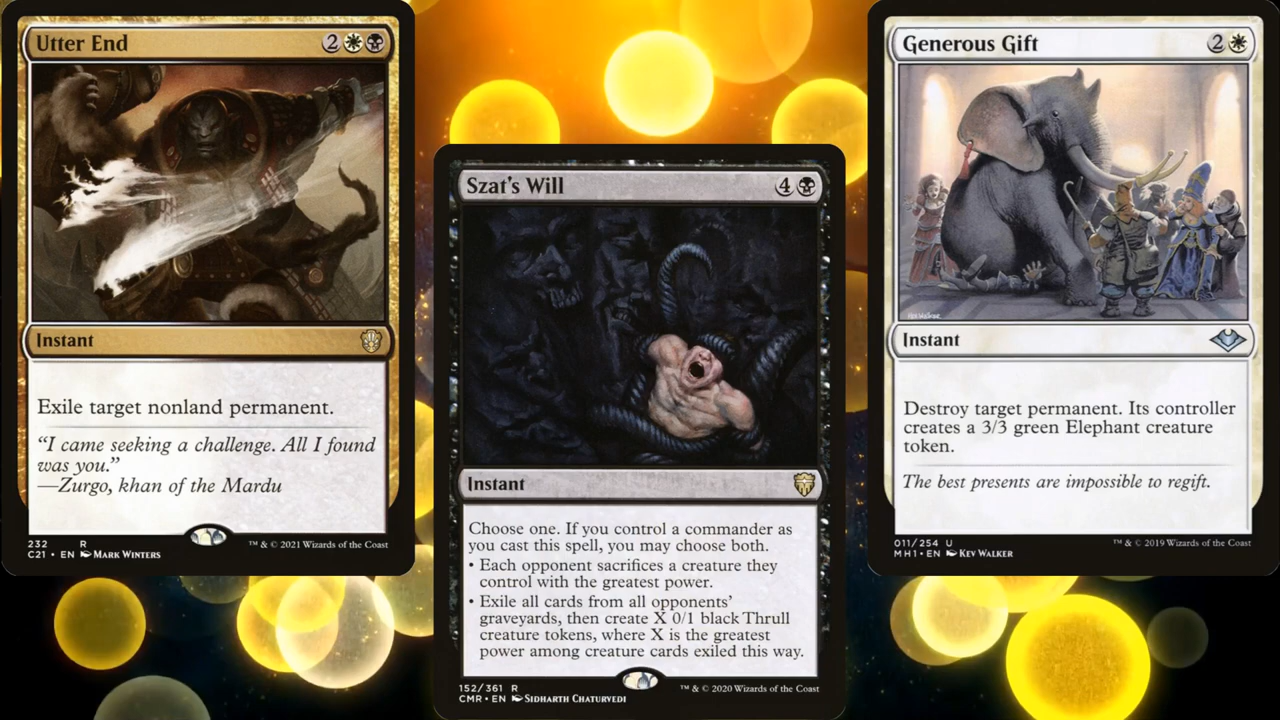 Utter End 2
Instant
Exile target nonland permanent.
“I came seeking a challenge. All I found
was you.”
—Zurgo, khan of the Mardu
232 R
C21 • EN Mark Winters
™ & © 2021 Wizards of the Coast
Szat's Will 4
Instant
Choose one. If you control a commander as
you cast this spell, you may choose both.
• Each opponent sacrifices a creature they
control with the greatest power.
• Exile all cards from all opponents'
graveyards, then create X 0/1 black Thrull
creature tokens, where X is the greatest
power among creature cards exiled this way.
152/361 R
CMR • EN Sidharth Chaturvedi
™ & © 2020 Wizards of the Coast
Generous Gift 2
Instant
Destroy target permanent. Its controller
creates a 3/3 green Elephant creature
token.
The best presents are impossible to regift.
011/254 U
MH1 • EN Kev Walker
™ & © 2019 Wizards of the Coast